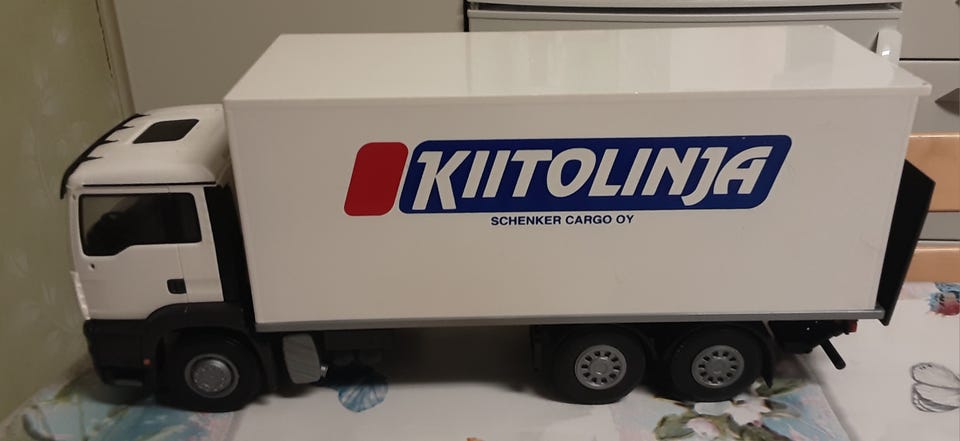 KIITOLINJA
SCHENKER CARGO OY